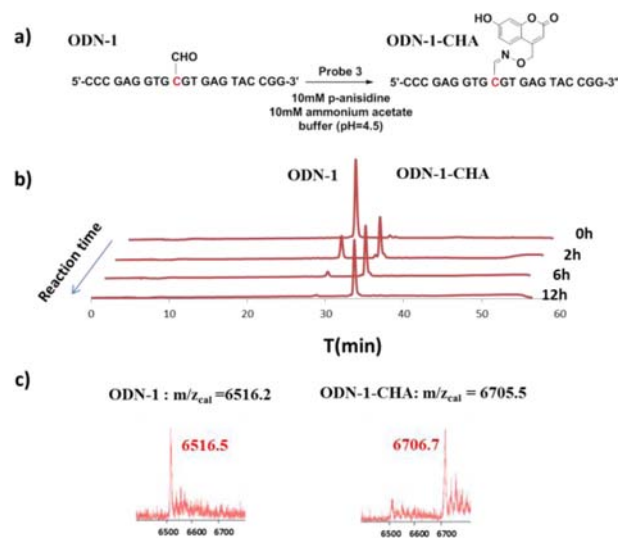 a)
ODN-1
ODN-1-CHA
HO
O
O
CHO
N
O
5'-CCC GAG GTG CGT GAG TAC CGG-3'
Probe 3
10mM p-anisidine
10mM ammonium acetate
buffer (pH=4.5)
5'-CCC GAG GTG CGT GAG TAC CGG-3'
b)
ODN-1
ODN-1-CHA
Reaction time
0h
2h
6h
12h
0 10 20 30 40 50 60
T(min)
c)
ODN-1 : m/zcal =6516.2
ODN-1-CHA: m/zcal = 6705.5
6516.5
6706.7
6500 6600 6700
6500 6600 6700